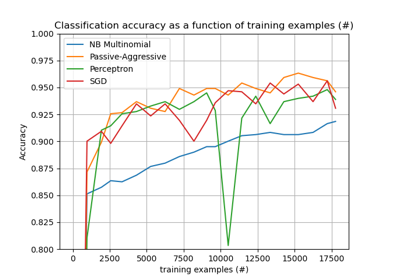 Classification accuracy as a function of training examples (#)
1.000
0.975
0.950
0.925
0.900
0.875
0.850
0.825
0.800
Accuracy
NB Multinomial
Passive-Aggressive
Perceptron
SGD
0 2500 5000 7500 10000 12500 15000 17500
training examples (#)